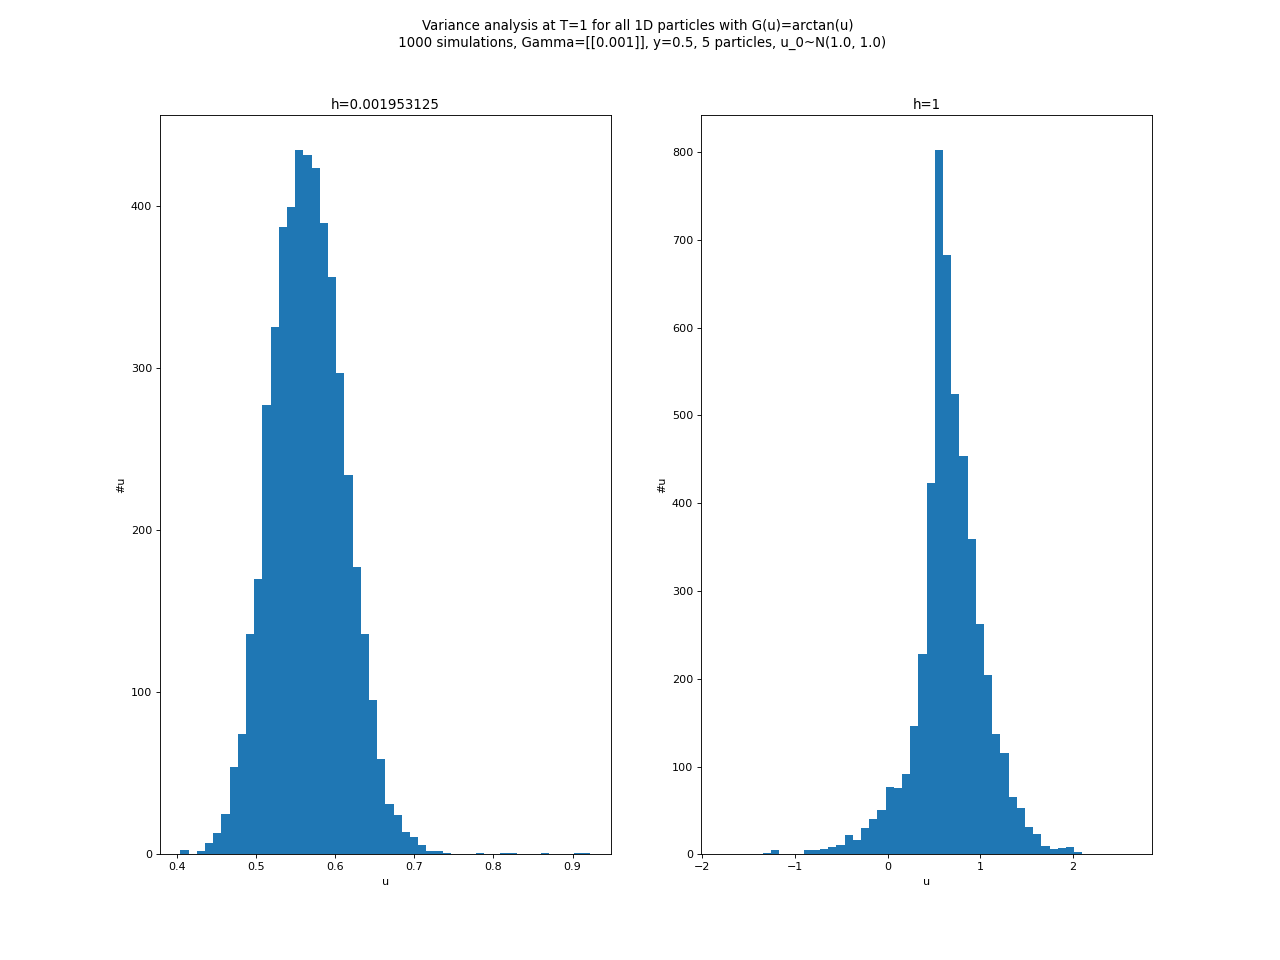 Variance analysis at T=1 for all 1D particles with G(u)=arctan(u)
1000 simulations, Gamma=[[0.001]], y=0.5, 5 particles, u_0~N(1.0, 1.0)
h=0.001953125
400
300
200
100
0
#u
0.4 0.5 0.6 0.7 0.8 0.9
u
h=1
800
700
600
500
400
300
200
100
0
#u
−2 −1 0 1 2
u